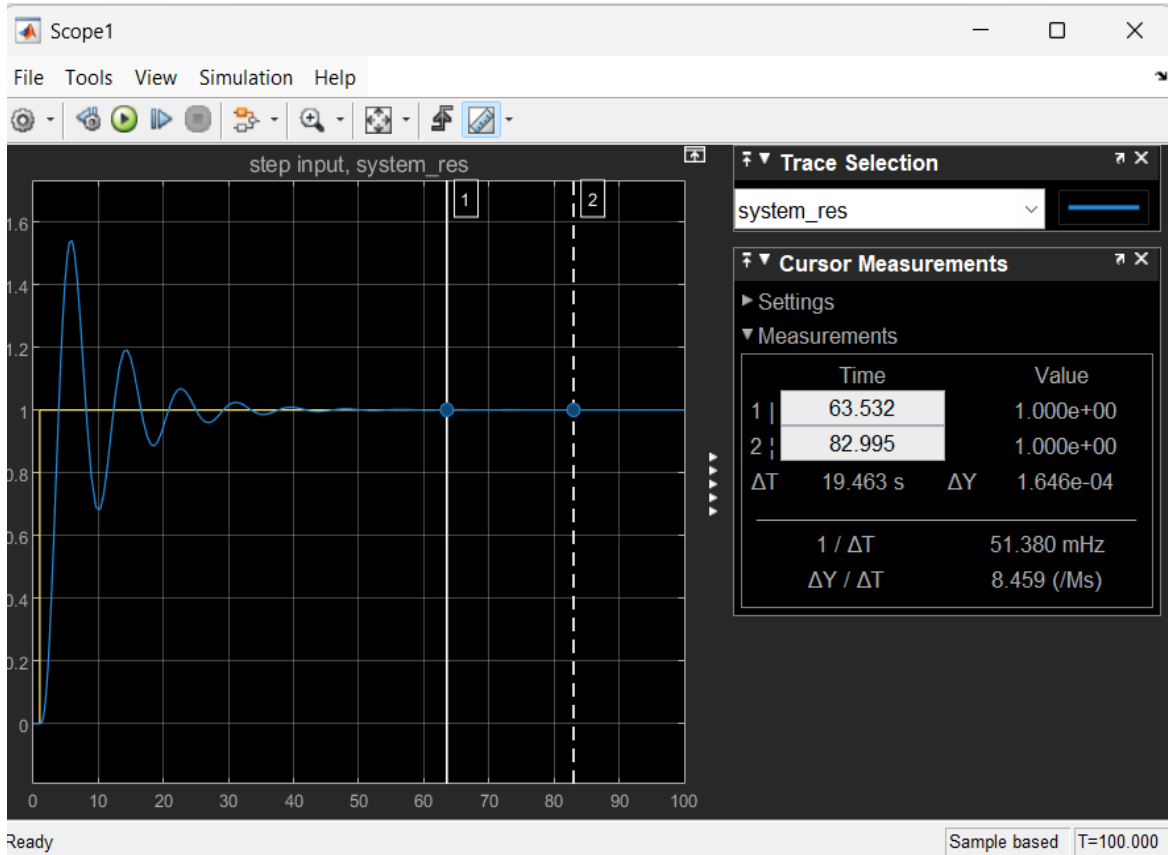 Scope1
File Tools View Simulation Help
step input, system_res
1 2
1.6
1.4
1.2
1
0.8
0.6
0.4
0.2
0
0 10 20 30 40 50 60 70 80 90 100
Trace Selection
system_res
Cursor Measurements
Settings
Measurements
Time Value
1 | 63.532 1.000e+00
2 ¦ 82.995 1.000e+00
ΔT 19.463 s ΔY 1.646e-04
1 / ΔT 51.380 mHz
ΔY / ΔT 8.459 (/Ms)
Ready Sample based T=100.000